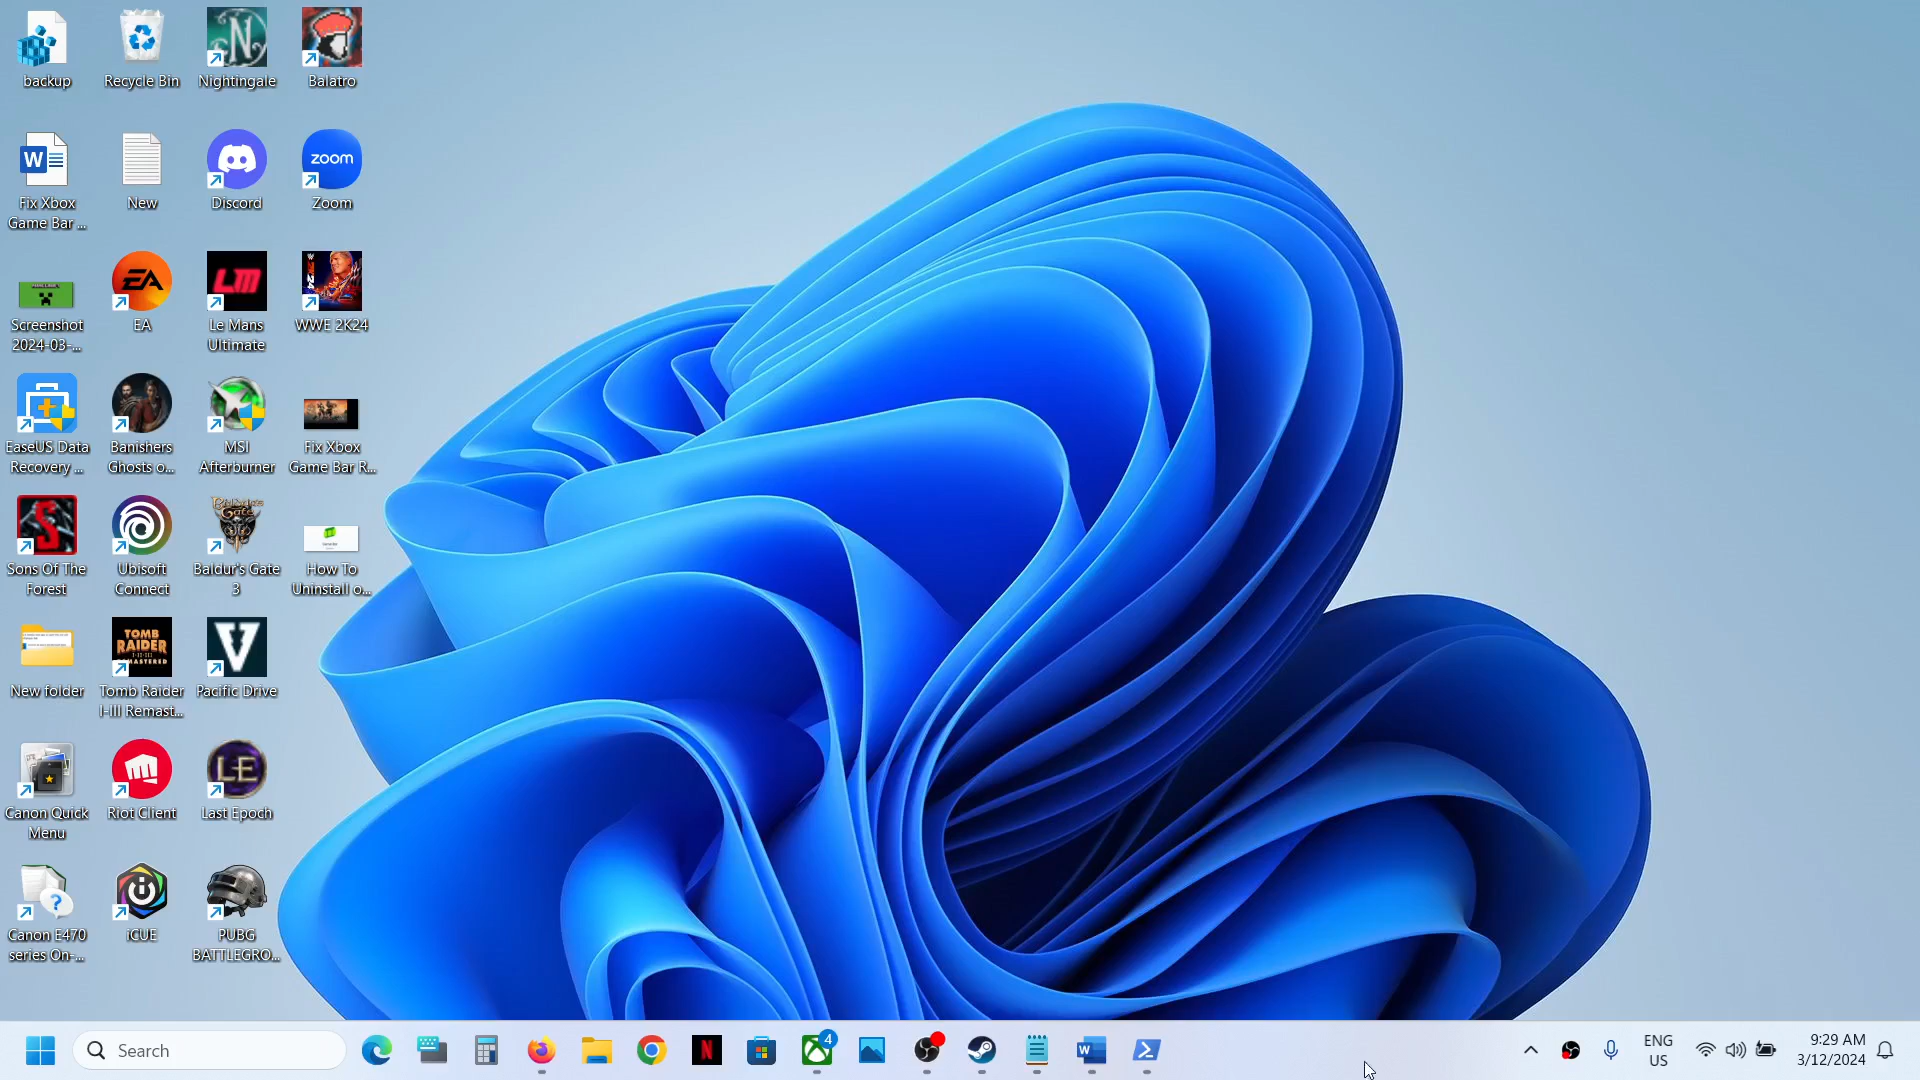 backup
Recycle Bin
Nightingale
Balatro
Fix Xbox
Game Bar ...
New
Discord
zoom
Zoom
Screenshot
2024-03-...
EA
EA
LM
Le Mans
Ultimate
WWE 2K24
EaseUS Data
Recovery ...
Banishers
Ghosts o...
MSI
Afterburner
Fix Xbox
Game Bar R...
Sons Of The
Forest
Ubisoft
Connect
Baldur's Gate
3
How To
Uninstall o...
New folder
TOMB
RAIDER
Tomb Raider
I-III Remast...
V
Pacific Drive
Canon Quick
Menu
Riot Client
LE
Last Epoch
Canon E470
series On-...
iCUE
PUBG
BATTLEGRO...
Search
4
ENG
US
9:29 AM
3/12/2024